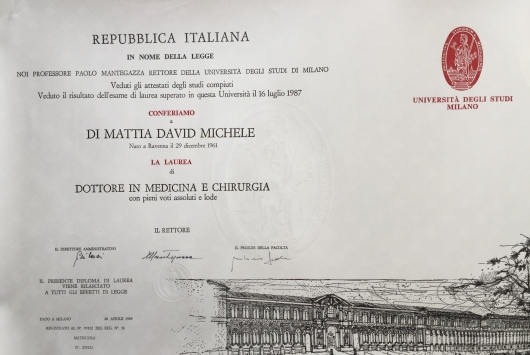 REPUBBLICA ITALIANA
IN NOME DELLA LEGGE
NOI PROFESSORE PAOLO MANTEGAZZA RETTORE DELLA UNIVERSITÀ DEGLI STUDI DI MILANO
Veduti gli attestati degli studi compiuti
Veduto il risultato dell'esame di laurea superato in questa Università il 16 luglio 1987
CONFERIAMO
a
DI MATTIA DAVID MICHELE
Nato a Ravenna il 29 dicembre 1961
LA LAUREA
di
DOTTORE IN MEDICINA E CHIRURGIA
con pieni voti assoluti e lode
IL RETTORE
IL DIRETTORE AMMINISTRATIVO
IL PRESIDE DELLA FACOLTÀ
Mantegazza
IL PRESENTE DIPLOMA DI LAUREA
VIENE RILASCIATO
A TUTTI GLI EFFETTI DI LEGGE
DATO A MILANO
REGISTRATO AL N°
MATRICOLA
N°
UNIVERSITÀ DEGLI STUDI
MILANO